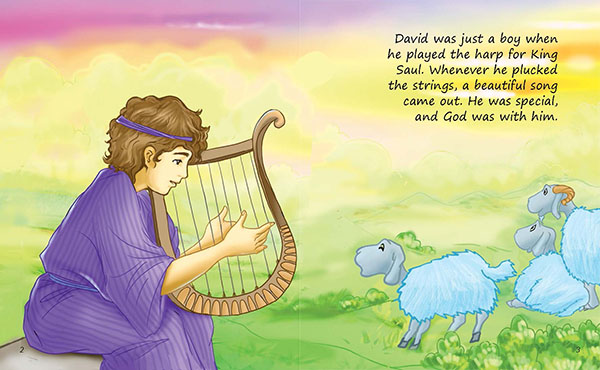 David was just a boy when
he played the harp for King
Saul. Whenever he plucked
the strings, a beautiful song
came out. He was special,
and God was with him.
2
3